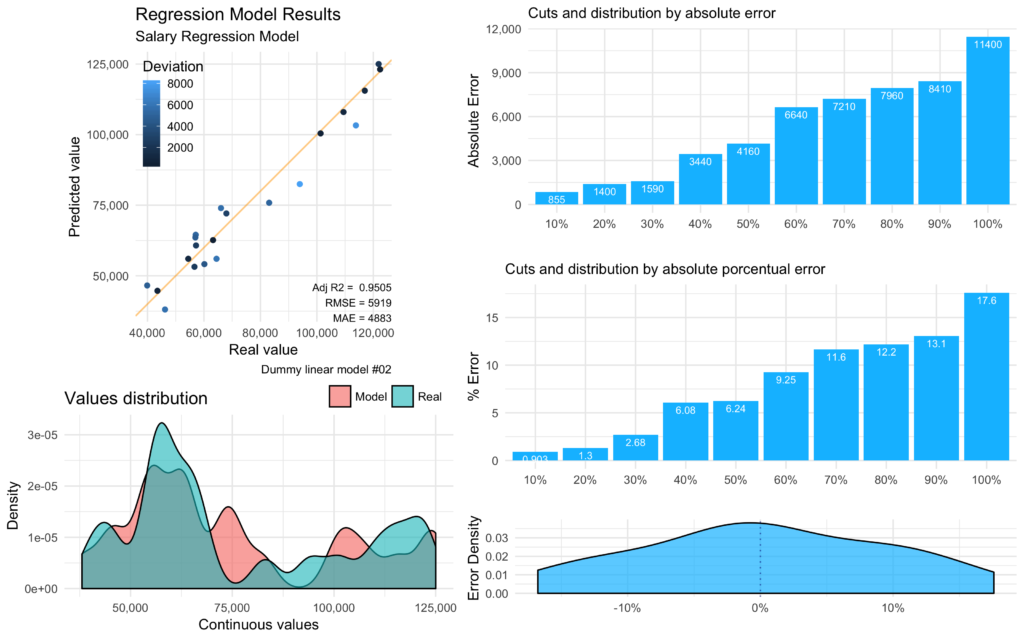 Regression Model Results
Salary Regression Model
Deviation
8000
6000
4000
2000
125,000
100,000
75,000
50,000
Predicted value
Adj R2 = 0.9505
RMSE = 5919
MAE = 4883
40,000 60,000 80,000 100,000 120,000
Real value
Dummy linear model #02
Cuts and distribution by absolute error
12,000
9,000
6,000
3,000
0
Absolute Error
855 1400 1590 3440 4160 6640 7210 7960 8410 11400
10% 20% 30% 40% 50% 60% 70% 80% 90% 100%
Cuts and distribution by absolute porcentual error
15
10
5
0
% Error
0.903 1.3 2.68 6.08 6.24 9.25 11.6 12.2 13.1 17.6
10% 20% 30% 40% 50% 60% 70% 80% 90% 100%
Values distribution
Model Real
3e-05
2e-05
1e-05
0e+00
Density
50,000 75,000 100,000 125,000
Continuous values
Error Density
0.03
0.02
0.01
0.00
-10% 0% 10%